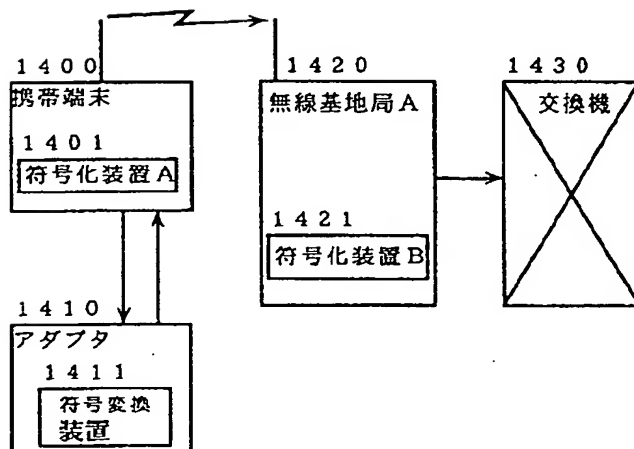 1400
携帯端末
1401
符号化装置A
1420
無線基地局A
1421
符号化装置B
1430
交換機
1410
アダプタ
1411
符号変換
装置